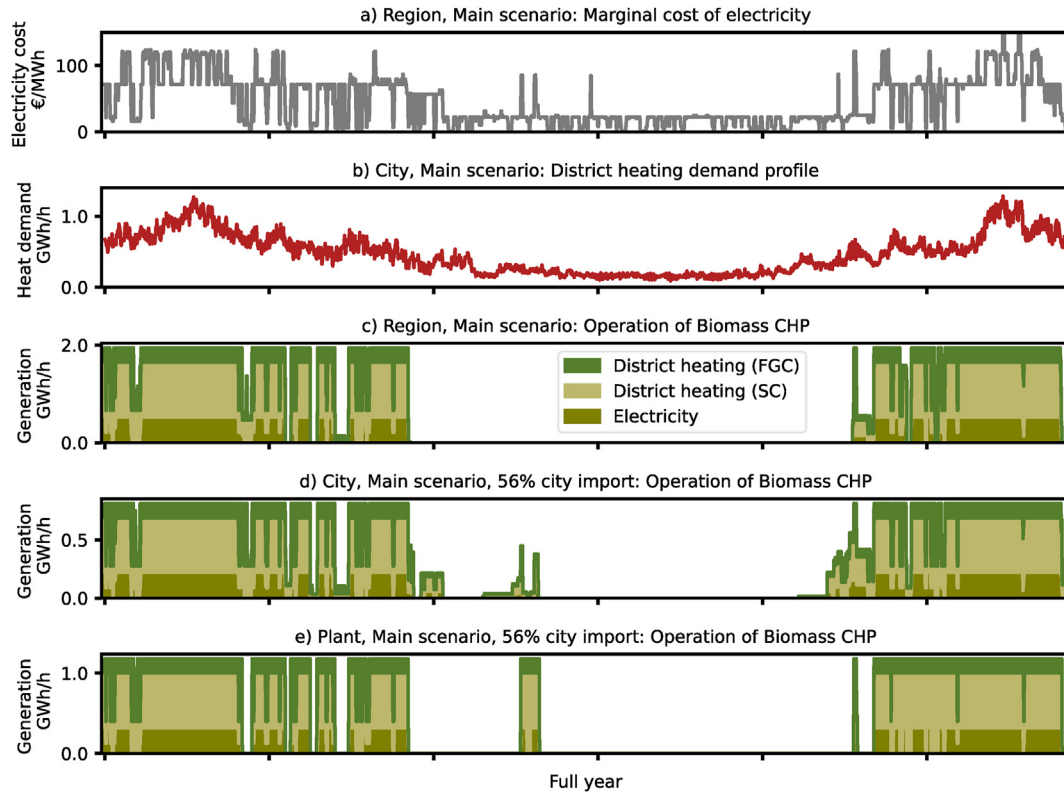 a) Region, Main scenario: Marginal cost of electricity
Electricity cost
€/MWh
100
0
b) City, Main scenario: District heating demand profile
Heat demand
GWh/h
1.0
0.0
c) Region, Main scenario: Operation of Biomass CHP
Generation
GWh/h
2.0
0.0
District heating (FGC)
District heating (SC)
Electricity
d) City, Main scenario, 56% city import: Operation of Biomass CHP
Generation
GWh/h
0.5
0.0
e) Plant, Main scenario, 56% city import: Operation of Biomass CHP
Generation
GWh/h
1.0
0.0
Full year